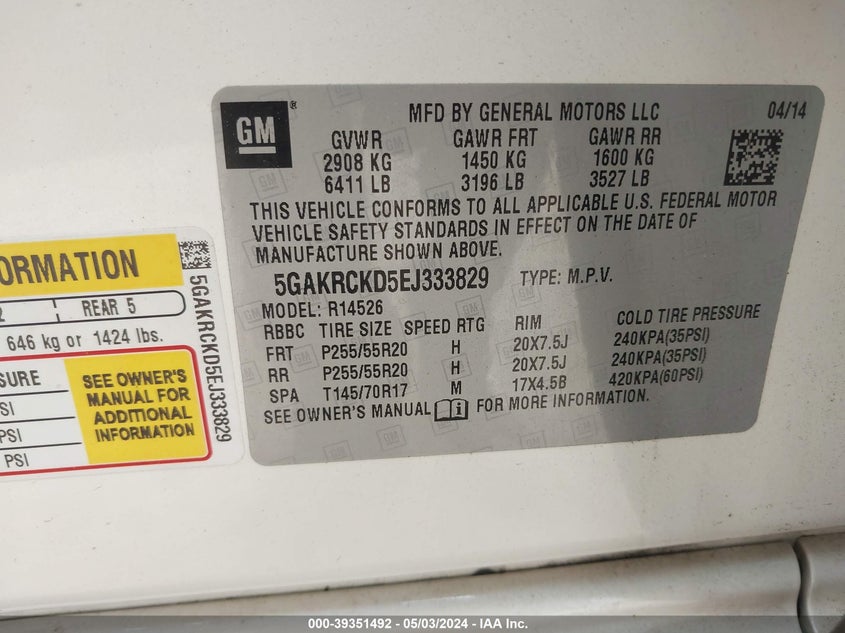 GM®
MFD BY GENERAL MOTORS LLC 04/14
GVWR GAWR FRT GAWR RR
2908 KG 1450 KG 1600 KG
6411 LB 3196 LB 3527 LB
THIS VEHICLE CONFORMS TO ALL APPLICABLE U.S. FEDERAL MOTOR
VEHICLE SAFETY STANDARDS IN EFFECT ON THE DATE OF
MANUFACTURE SHOWN ABOVE.
5GAKRCKD5EJ333829 TYPE: M.P.V.
MODEL: R14526
RBBC TIRE SIZE SPEED RTG RIM COLD TIRE PRESSURE
FRT P255/55R20 H 20X7.5J 240KPA(35PSI)
RR P255/55R20 H 20X7.5J 240KPA(35PSI)
SPA T145/70R17 M 17X4.5B 420KPA(60PSI)
SEE OWNER'S MANUAL FOR MORE INFORMATION.
ORMATION
2 REAR 5
646 kg or 1424 lbs.
SURE
SI
PSI
PSI
SEE OWNER'S
MANUAL FOR
ADDITIONAL
INFORMATION
5GAKRCKD5EJ333829
000-39351492 - 05/03/2024 - IAA Inc.